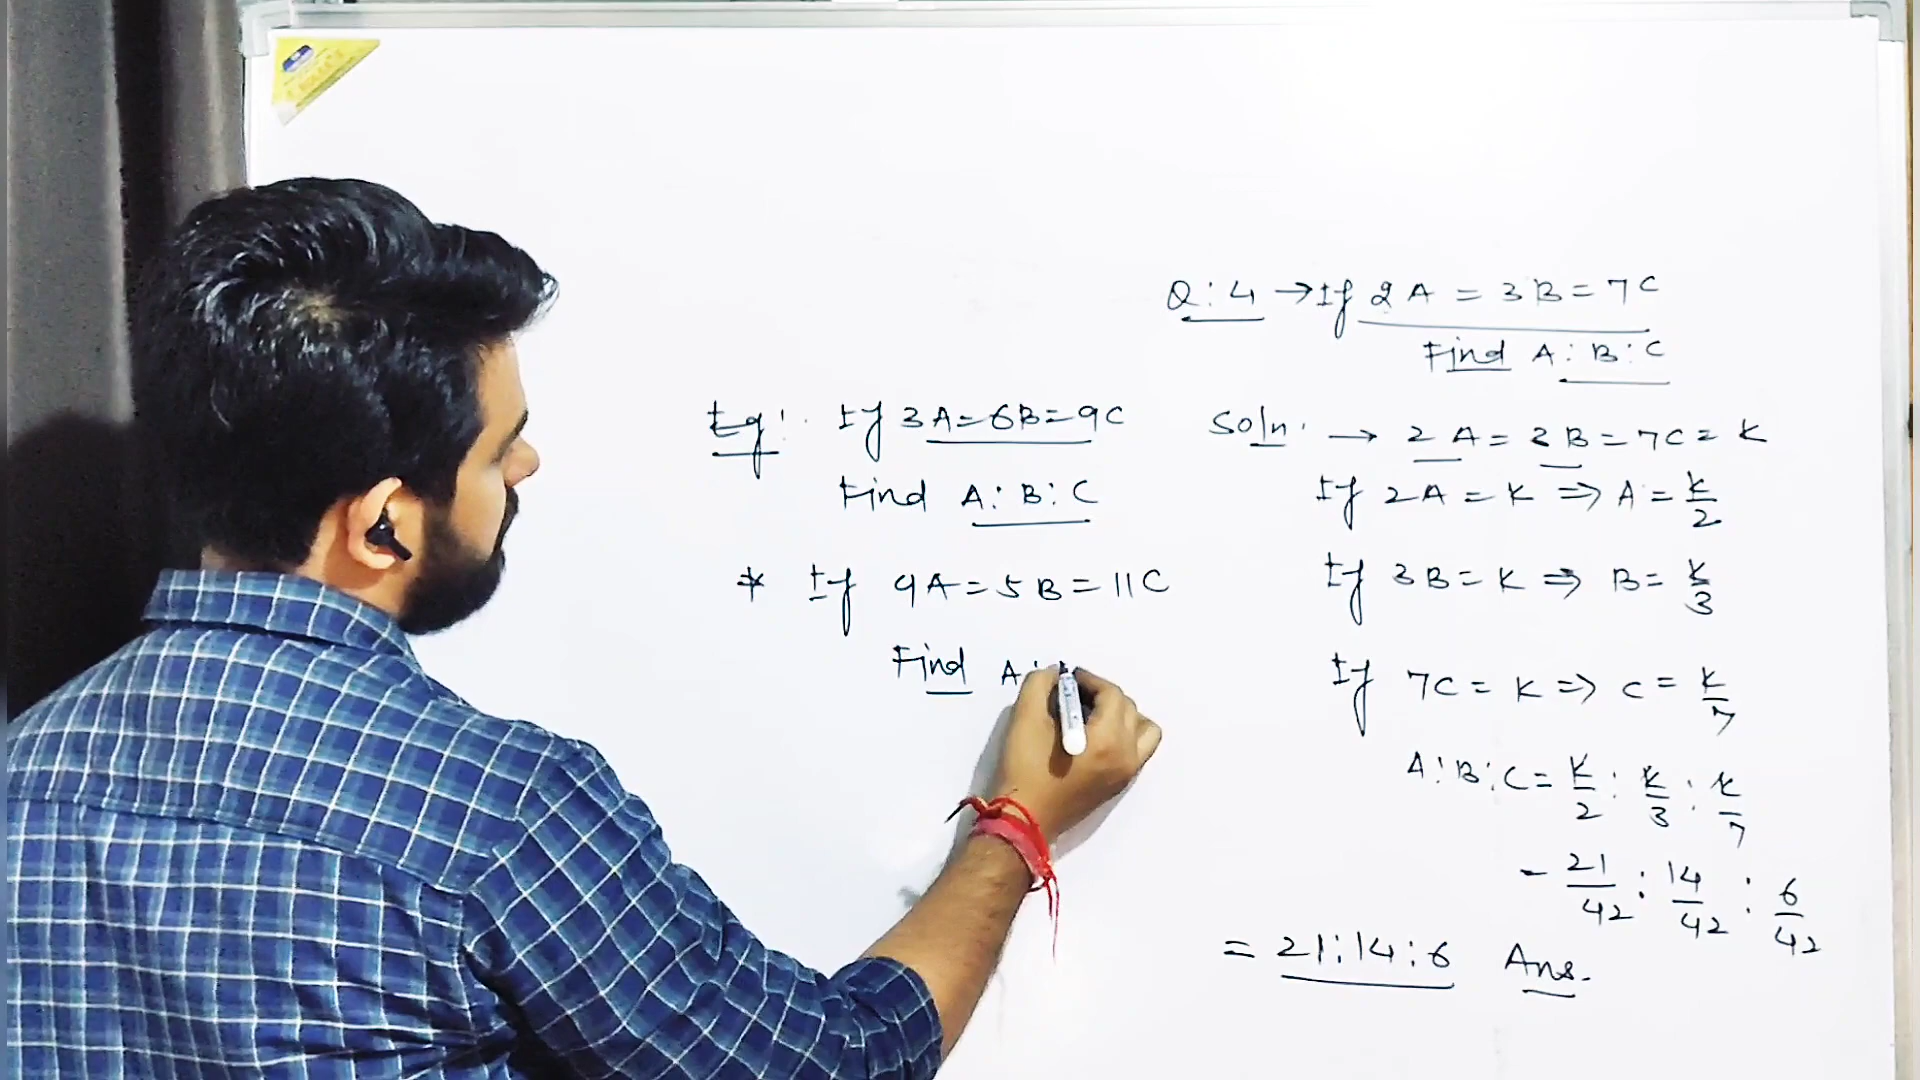 Q:4 → If 2A = 3B = 7C
Find A:B:C
Eg: If 3A=6B=9C
Find A:B:C
* If 9A=5B=11C
Find A:
Soln. → 2A = 3B = 7C = K
If 2A = K ⇒ A = K/2
If 3B = K ⇒ B = K/3
If 7C = K ⇒ C = K/7
A:B:C = K/2 : K/3 : K/7
- 21/42 : 14/42 : 6/42
= 21:14:6 Ans.